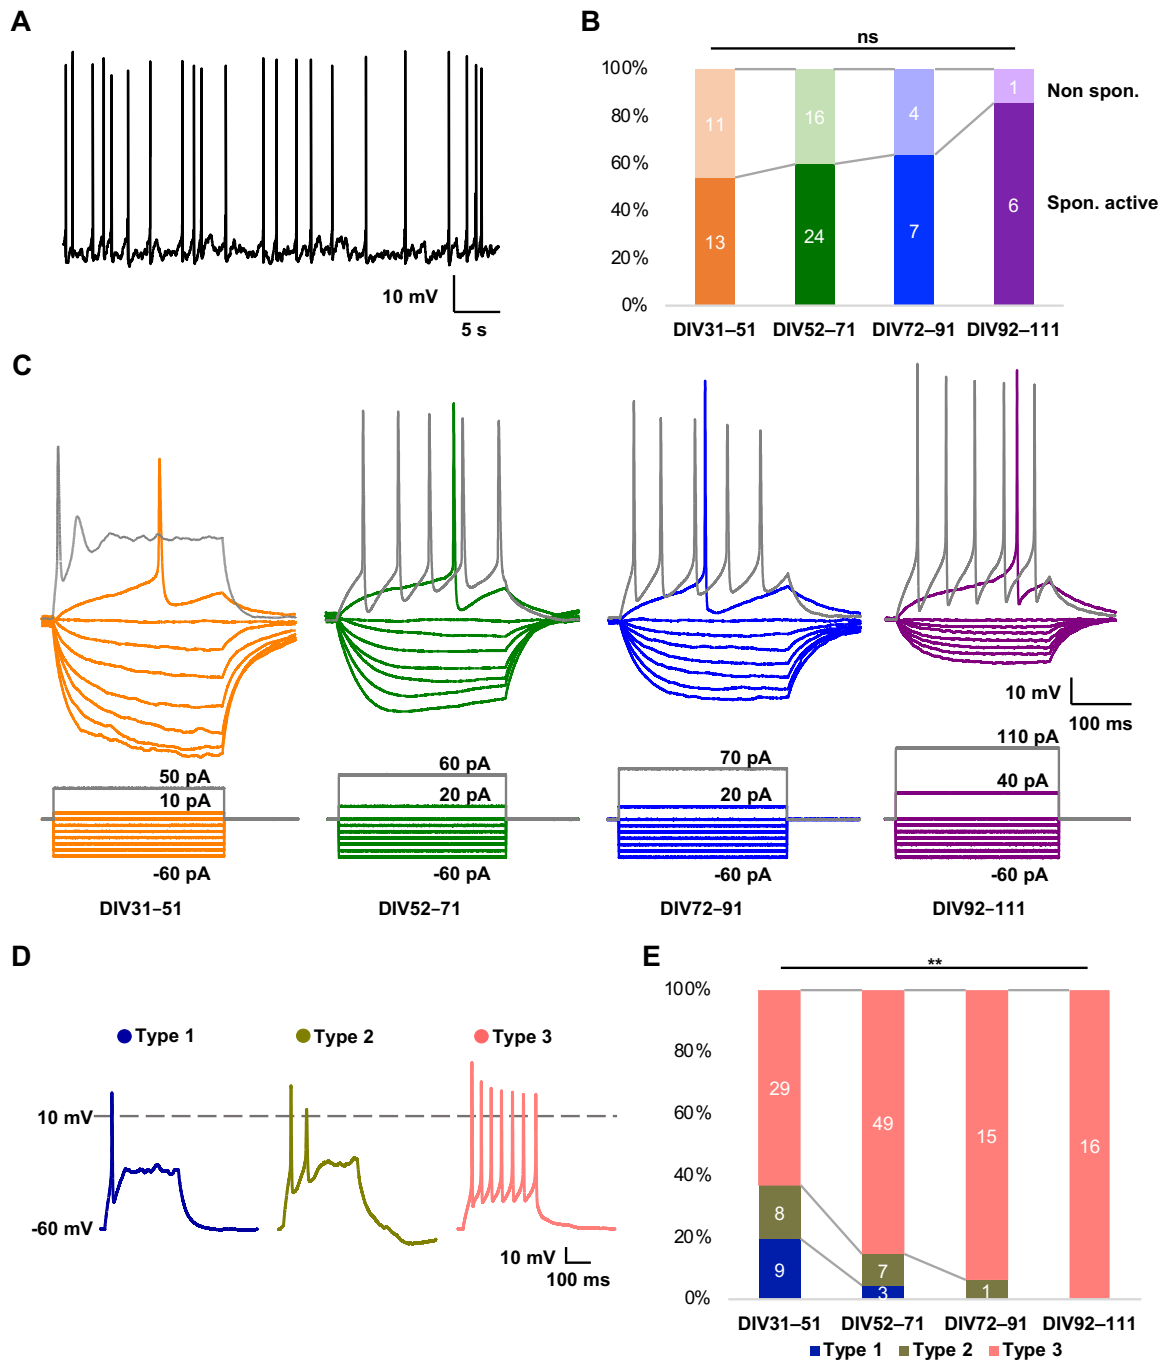 A
10 mV
5 s
B
ns
100%
80%
60%
40%
20%
0%
11
16
4
1
13
24
7
6
Non spon.
Spon. active
DIV31–51
DIV52–71
DIV72–91
DIV92–111
C
10 mV
100 ms
50 pA
10 pA
-60 pA
DIV31–51
60 pA
20 pA
-60 pA
DIV52–71
70 pA
20 pA
-60 pA
DIV72–91
110 pA
40 pA
-60 pA
DIV92–111
D
Type 1
Type 2
Type 3
10 mV
-60 mV
10 mV
100 ms
E
**
100%
80%
60%
40%
20%
0%
29
49
15
16
8
7
1
9
3
DIV31–51
DIV52–71
DIV72–91
DIV92–111
Type 1
Type 2
Type 3